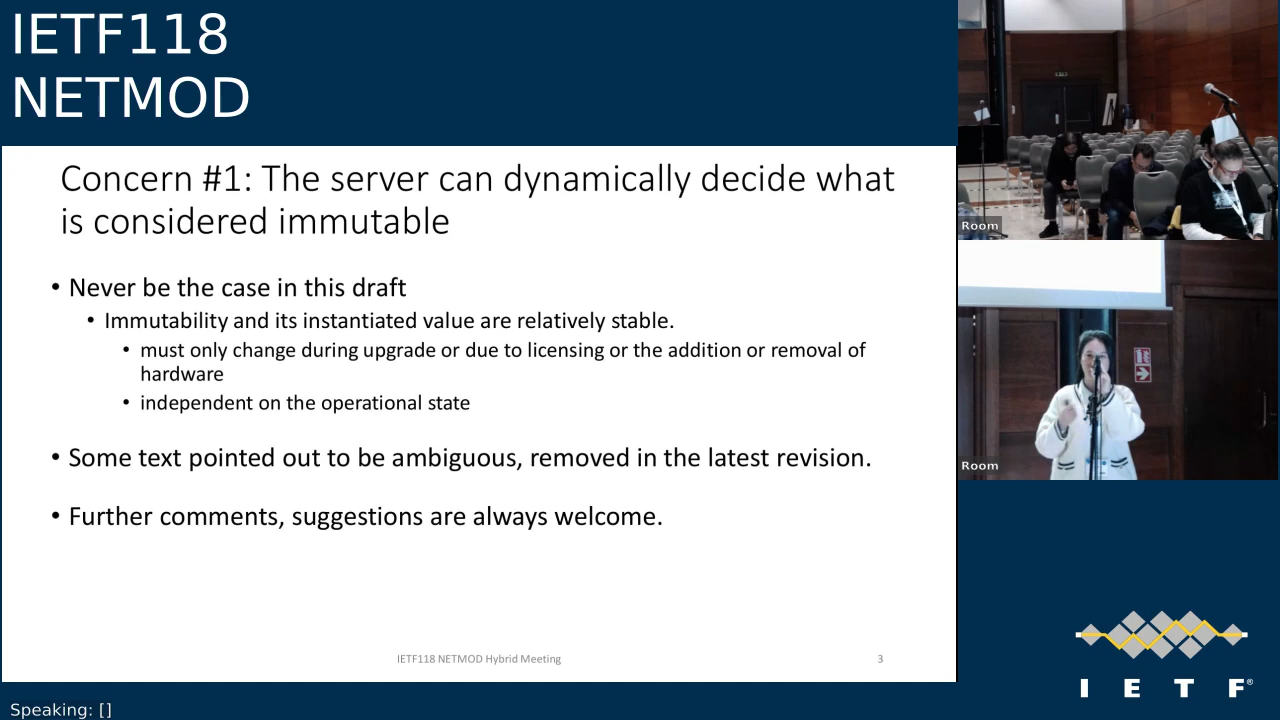 IETF118
NETMOD
Concern #1: The server can dynamically decide what
is considered immutable
• Never be the case in this draft
• Immutability and its instantiated value are relatively stable.
• must only change during upgrade or due to licensing or the addition or removal of
hardware
• independent on the operational state
• Some text pointed out to be ambiguous, removed in the latest revision.
• Further comments, suggestions are always welcome.
IETF118 NETMOD Hybrid Meeting
3
Room
Room
I E T F®
Speaking: []